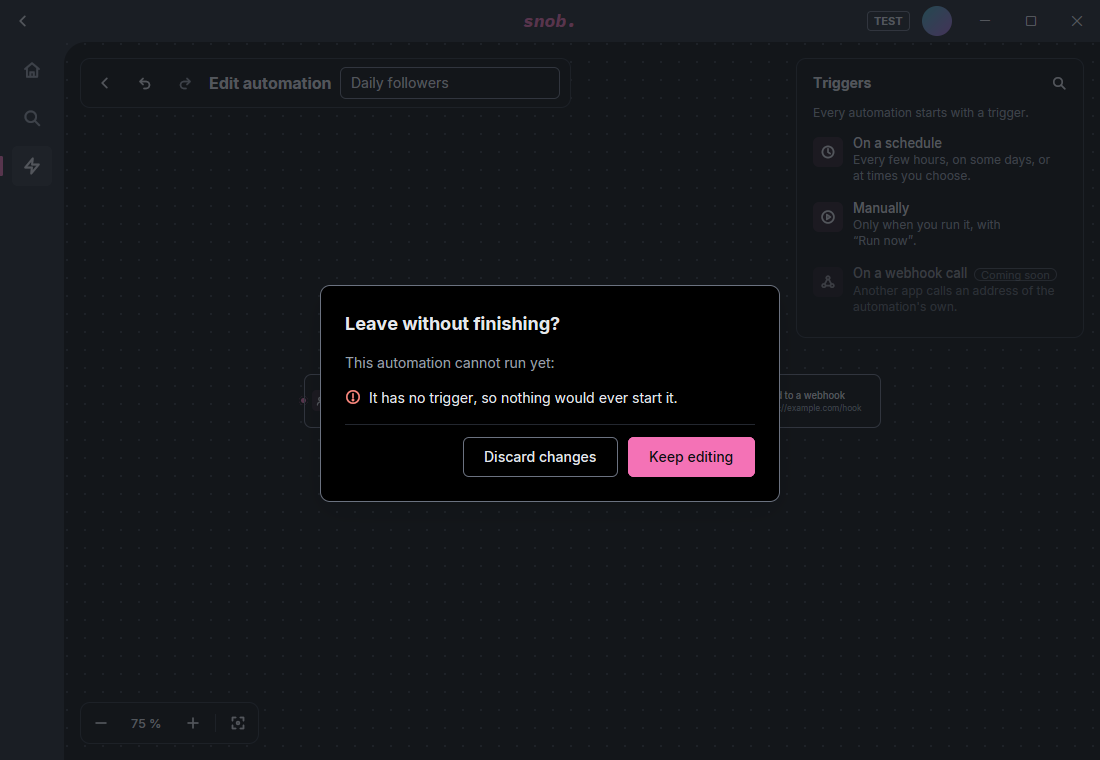 snob.
TEST
Edit automation
Daily followers
Triggers
Every automation starts with a trigger.
On a schedule
Every few hours, on some days, or
at times you choose.
Manually
Only when you run it, with
“Run now”.
On a webhook call
Coming soon
Another app calls an address of the
automation's own.
Leave without finishing?
This automation cannot run yet:
It has no trigger, so nothing would ever start it.
to a webhook
//example.com/hook
Discard changes
Keep editing
75 %